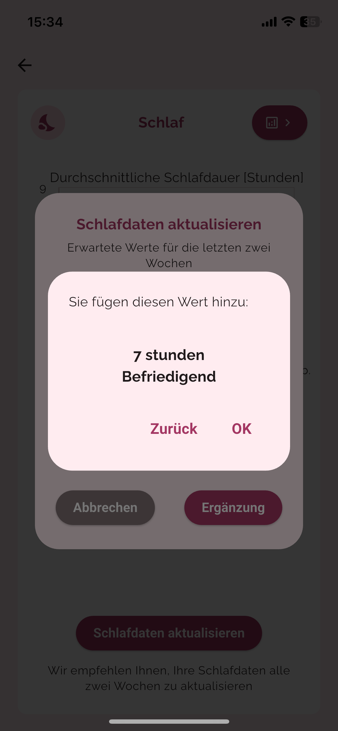 15:34
35
Schlaf
Durchschnittliche Schlafdauer [Stunden]
9
Schlafdaten aktualisieren
Erwartete Werte für die letzten zwei
Wochen
Sie fügen diesen Wert hinzu:
7 stunden
Befriedigend
Zurück
OK
Abbrechen
Ergänzung
Schlafdaten aktualisieren
Wir empfehlen Ihnen, Ihre Schlafdaten alle
zwei Wochen zu aktualisieren